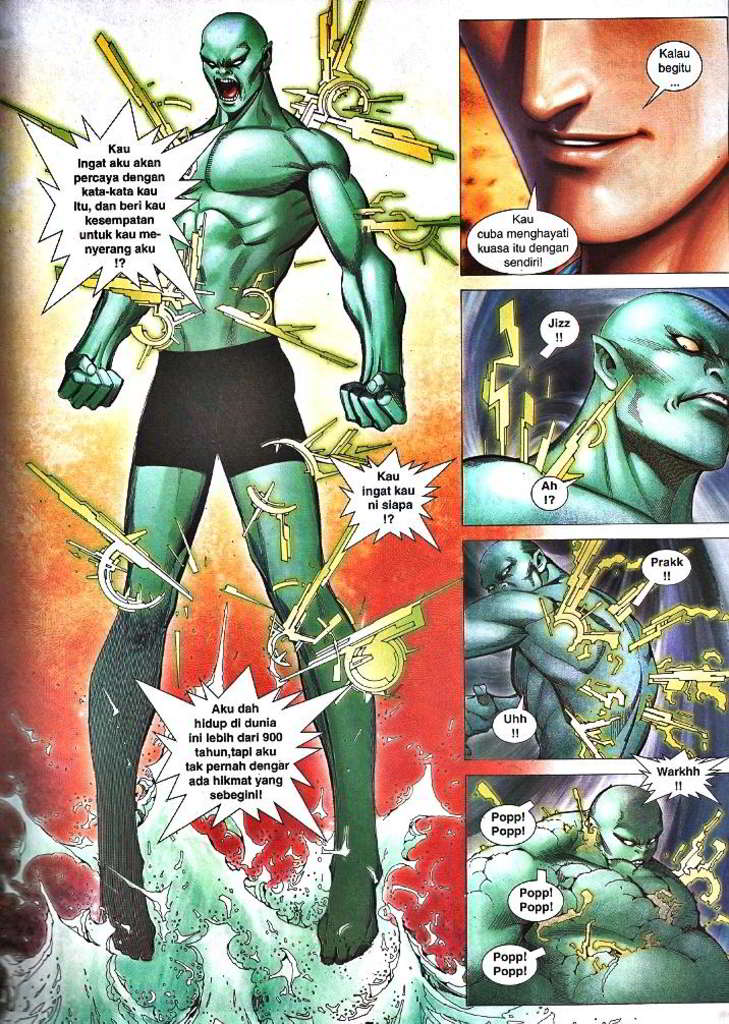 Kau
Ingat aku akan
percaya dengan
kata-kata kau
Itu, dan beri kau
kesempatan
untuk kau me-
nyerang aku
!?
Kau
ingat kau
ni siapa
!?
Aku dah
hidup di dunia
ini lebih dari 900
tahun,tapi aku
tak pernah dengar
ada hikmat yang
sebegini!
Kalau
begitu
...
Kau
cuba menghayati
kuasa itu dengan
sendiri!
Jizz
!!
Ah
!?
Prakk
!!
Uhh
!!
Warkhh
!!
Popp!
Popp!
Popp!
Popp!
Popp!
Popp!